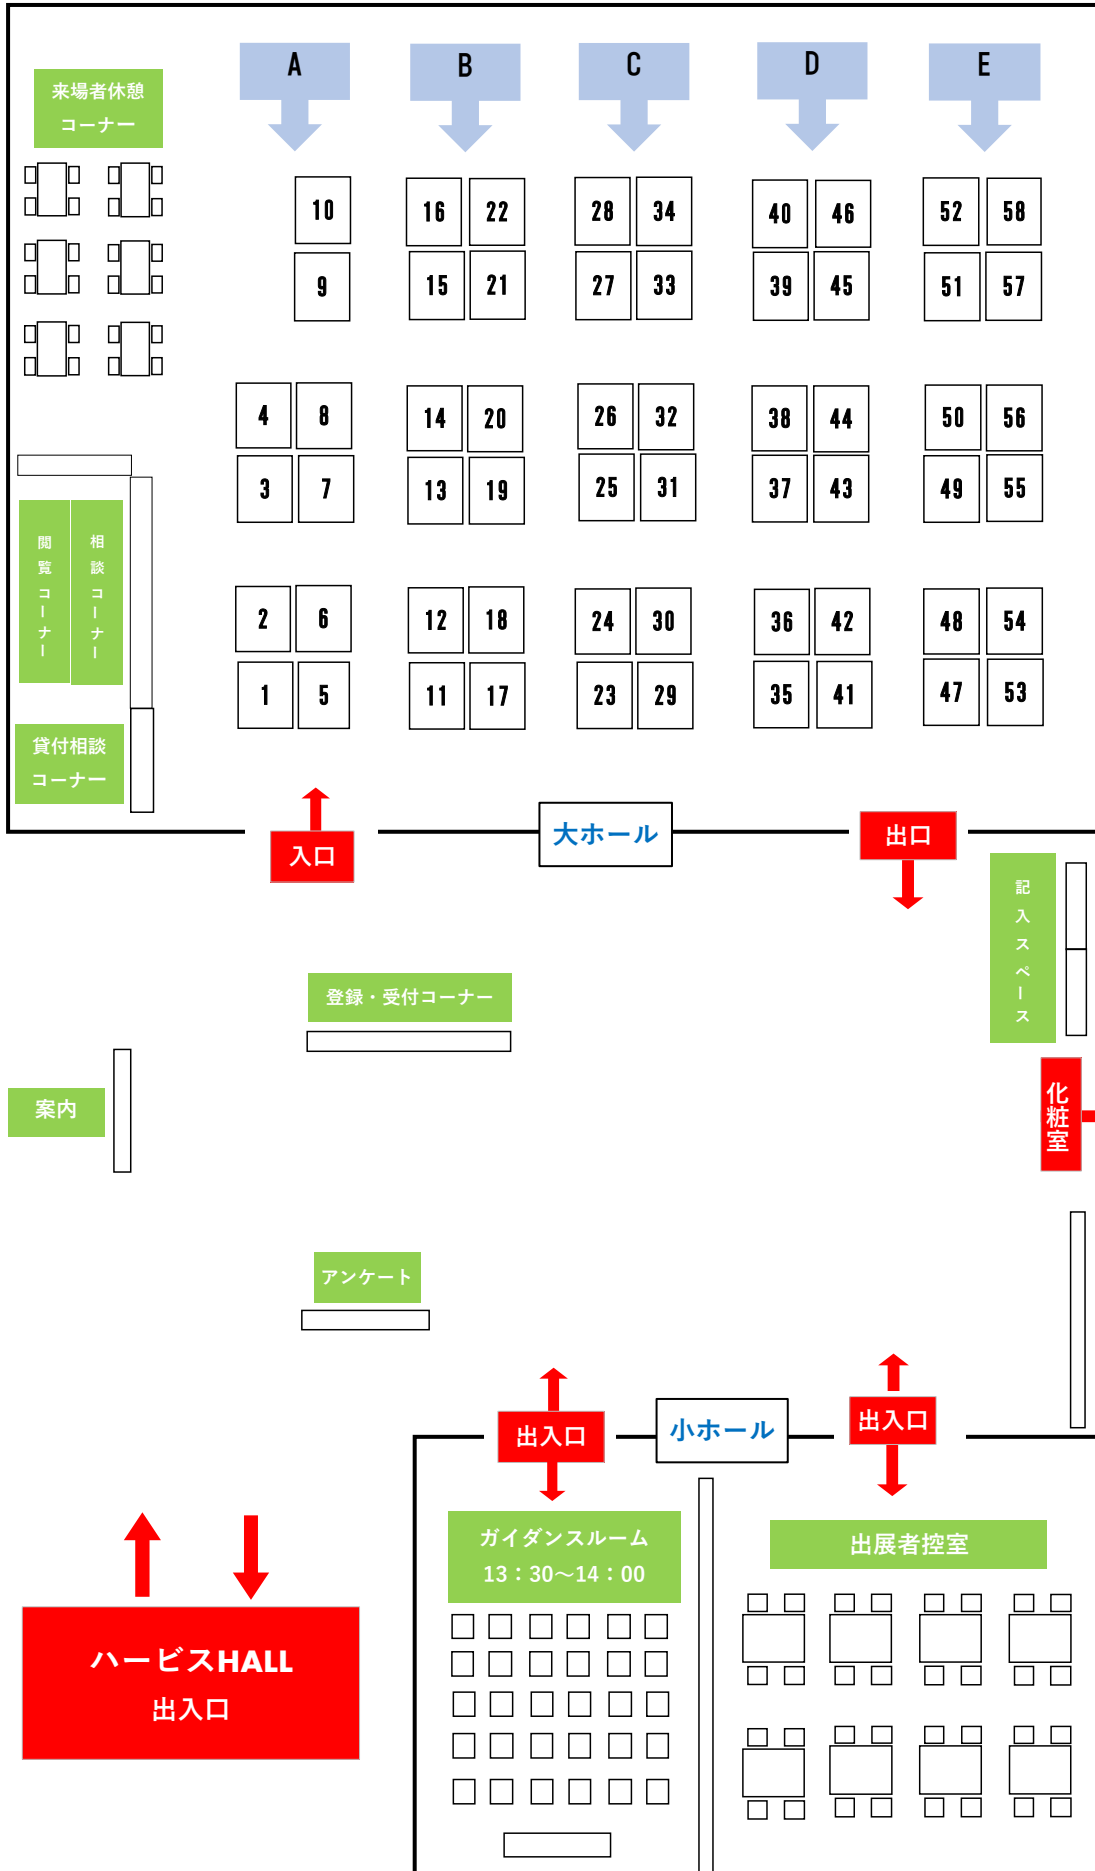 A B C D E
来場者休憩
コーナー
10 16 22 28 34 40 46 52 58
9 15 21 27 33 39 45 51 57
4 8 14 20 26 32 38 44 50 56
3 7 13 19 25 31 37 43 49 55
閲覧コーナー
相談コーナー
2 6 12 18 24 30 36 42 48 54
1 5 11 17 23 29 35 41 47 53
貸付相談
コーナー
入口
大ホール
出口
記入スペース
登録・受付コーナー
案内
化粧室
アンケート
出入口
小ホール
出入口
ガイダンスルーム
13：30～14：00
出展者控室
ハービスHALL
出入口